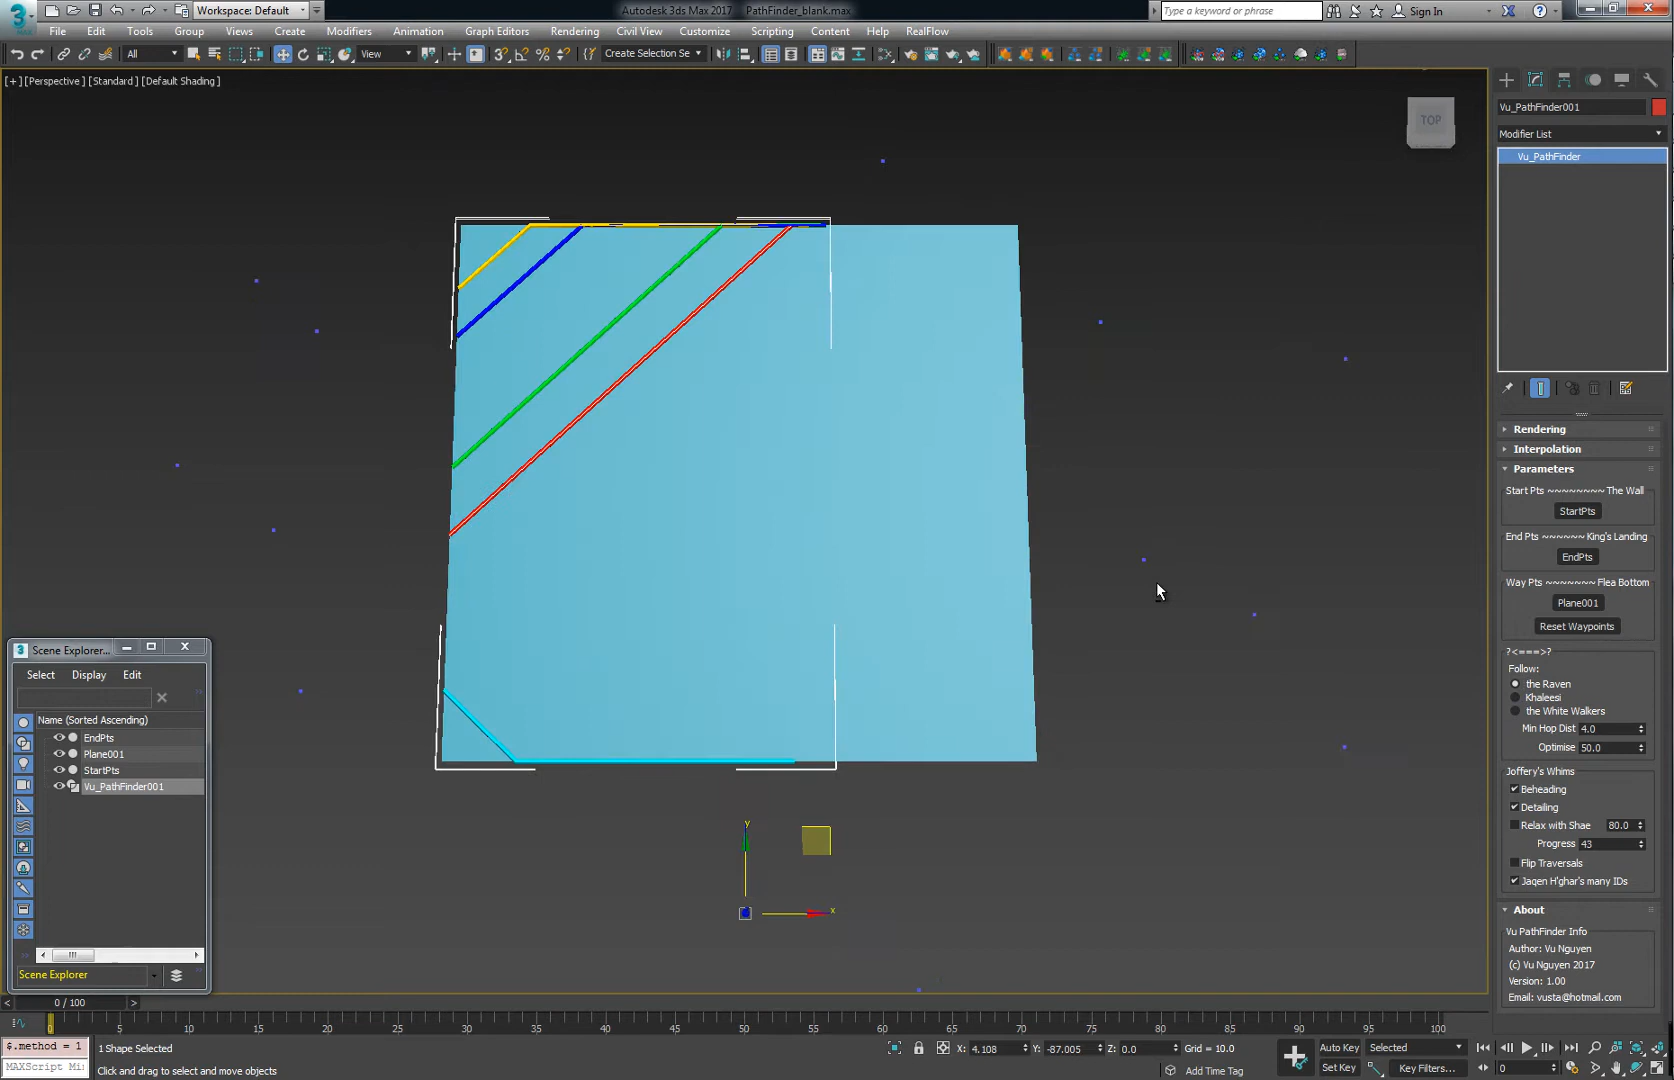 3
MAX
Workspace: Default
Autodesk 3ds Max 2017 PathFinder_blank.max
Type a keyword or phrase
Sign In
File Edit Tools Group Views Create Modifiers Animation Graph Editors Rendering Civil View Customize Scripting Content Help RealFlow
All
View
Create Selection Se
[+] [Perspective] [Standard] [Default Shading]
TOP
Vu_PathFinder001
Modifier List
Vu_PathFinder
Rendering
Interpolation
Parameters
Start Pts ~~~~~~~~ The Wall
StartPts
End Pts ~~~~~~ King's Landing
EndPts
Way Pts ~~~~~~~ Flea Bottom
Plane001
Reset Waypoints
?<===>?
Follow:
the Raven
Khaleesi
the White Walkers
Min Hop Dist 4.0
Optimise 50.0
Joffery's Whims
Beheading
Detailing
Relax with Shae 80.0
Progress 43
Flip Traversals
Jaqen H'ghar's many IDs
About
Vu PathFinder Info
Author: Vu Nguyen
(c) Vu Nguyen 2017
Version: 1.00
Email: vusta@hotmail.com
3 Scene Explorer...
Select Display Edit
Name (Sorted Ascending)
EndPts
Plane001
StartPts
Vu_PathFinder001
Scene Explorer
y
x
< 0 / 100 >
0 5 10 15 20 25 30 35 40 45 50 55 60 65 70 75 80 85 90 95 100
$.method = 1
MAXScript Mi
1 Shape Selected
Click and drag to select and move objects
X: 4.108 Y: -87.005 Z: 0.0 Grid = 10.0
Add Time Tag
Auto Key Selected
Set Key Key Filters...
0